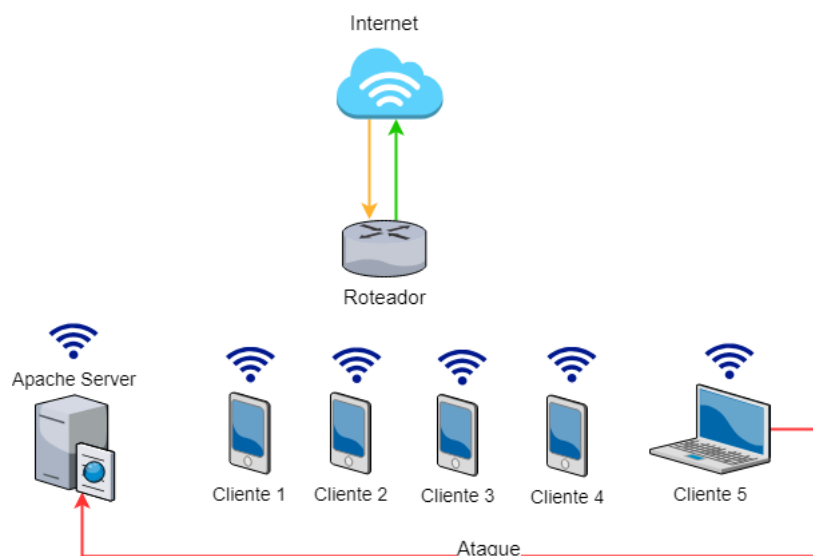 Internet
Roteador
Apache Server
Cliente 1
Cliente 2
Cliente 3
Cliente 4
Cliente 5
Ataque